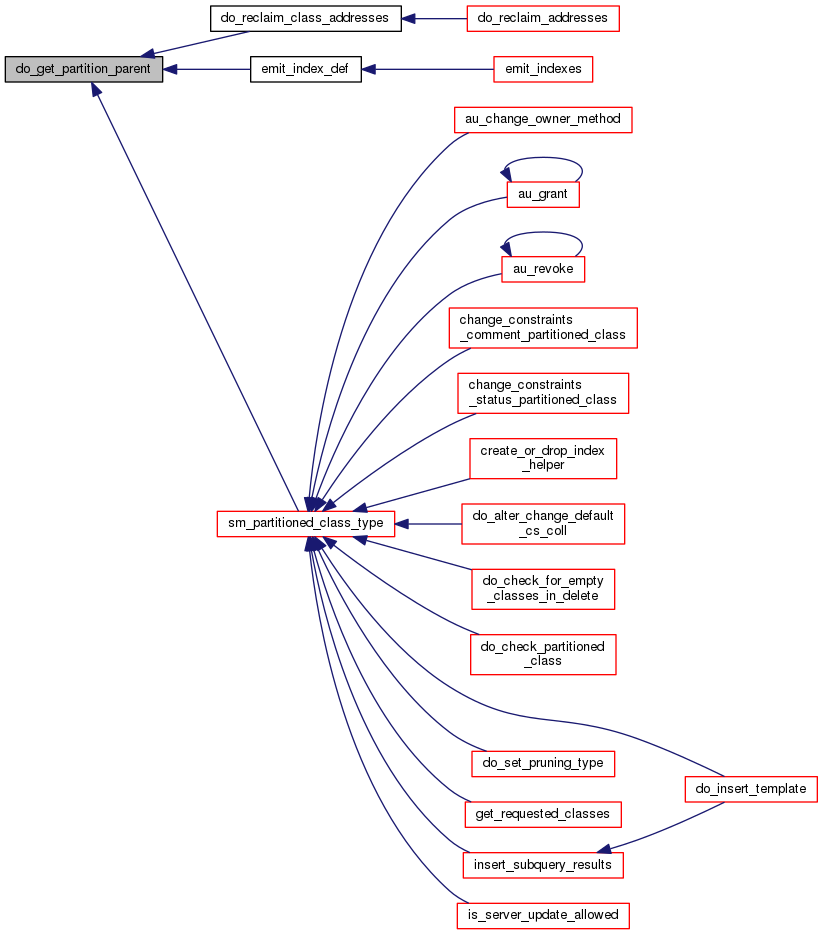 do_reclaim_class_addresses
do_reclaim_addresses
do_get_partition_parent
emit_index_def
emit_indexes
au_change_owner_method
au_grant
au_revoke
change_constraints
_comment_partitioned_class
change_constraints
_status_partitioned_class
create_or_drop_index
_helper
sm_partitioned_class_type
do_alter_change_default
_cs_coll
do_check_for_empty
_classes_in_delete
do_check_partitioned
_class
do_set_pruning_type
do_insert_template
get_requested_classes
insert_subquery_results
is_server_update_allowed